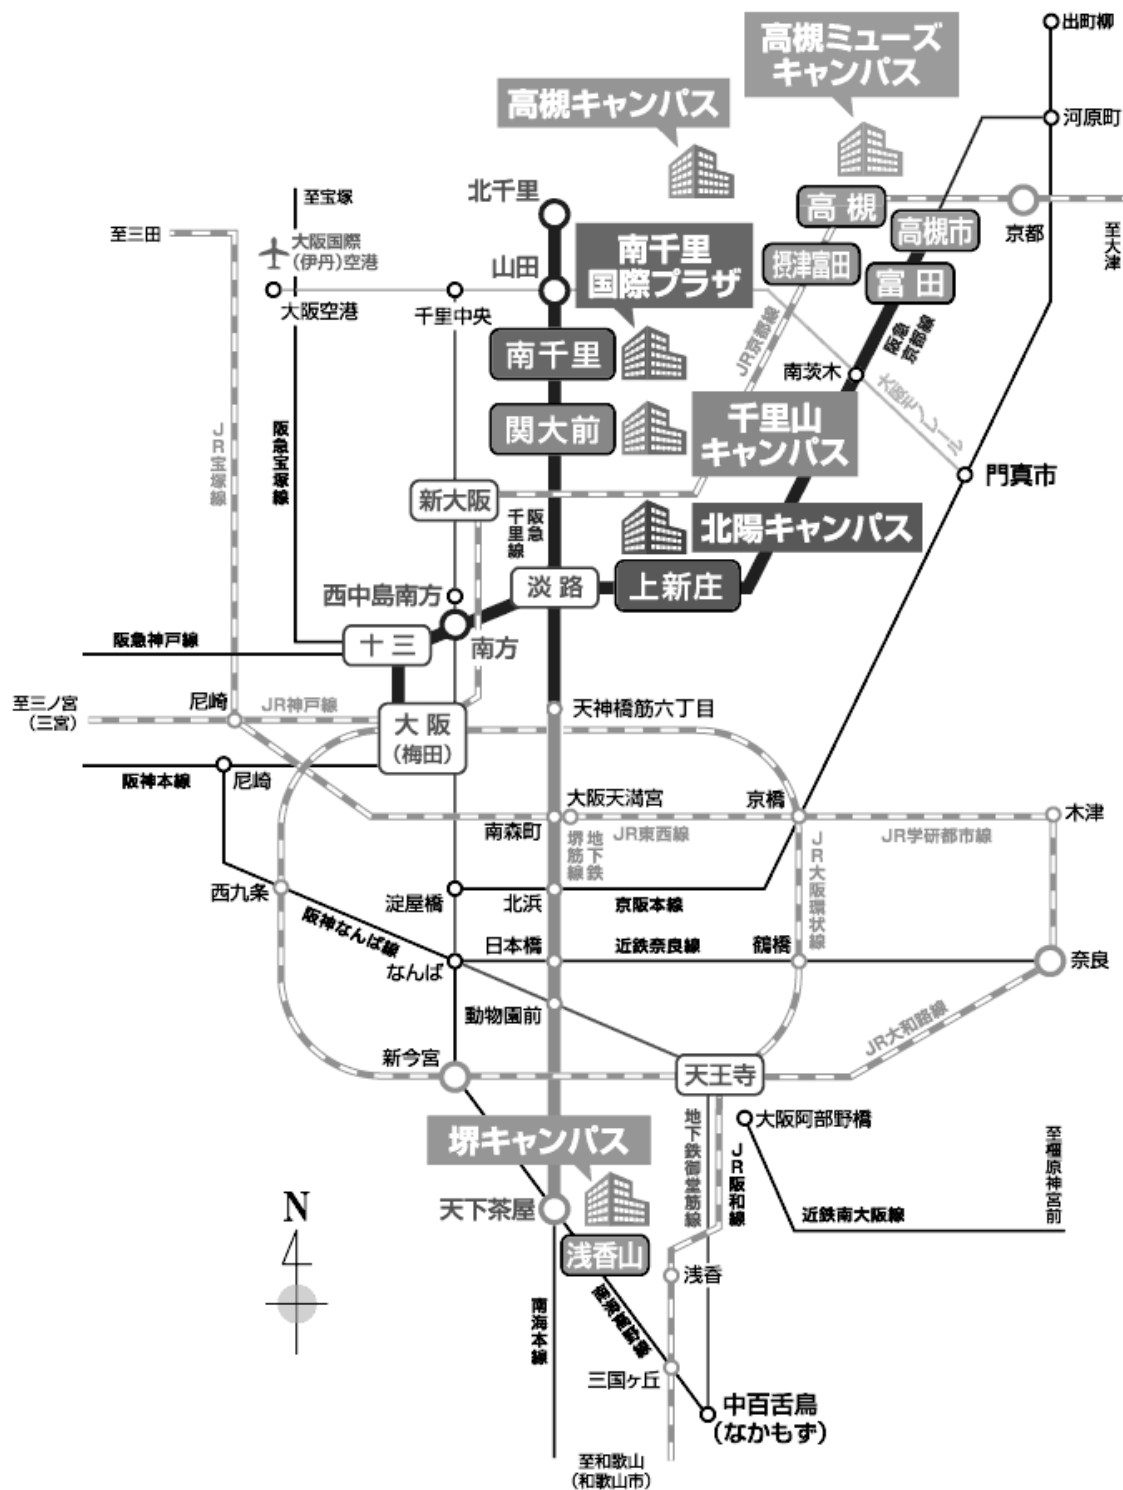 出町柳
高槻ミューズ
キャンパス
高槻キャンパス
河原町
北千里
至宝塚
高槻
高槻市
京都
至大津
至三田
大阪国際
(伊丹)空港
山田
南千里
国際プラザ
摂津富田
富田
大阪空港
千里中央
JR京都線
阪急
京都線
南千里
南茨木
大阪モノレール
関大前
千里山
キャンパス
JR宝塚線
阪急宝塚線
門真市
新大阪
阪急
千里線
北陽キャンパス
淡路
上新庄
西中島南方
十三
南方
阪急神戸線
至三ノ宮
(三宮)
尼崎
JR神戸線
大阪
(梅田)
天神橋筋六丁目
阪神本線
尼崎
大阪天満宮
京橋
木津
南森町
地下鉄
堺筋線
JR東西線
JR大阪環状線
JR学研都市線
西九条
淀屋橋
北浜
京阪本線
阪神なんば線
日本橋
近鉄奈良線
鶴橋
なんば
奈良
動物園前
新今宮
天王寺
JR大和路線
堺キャンパス
地下鉄御堂筋線
JR阪和線
大阪阿部野橋
至橿原神宮前
天下茶屋
近鉄南大阪線
N
浅香山
浅香
南海本線
南海高野線
三国ヶ丘
中百舌鳥
(なかもず)
至和歌山
(和歌山市)